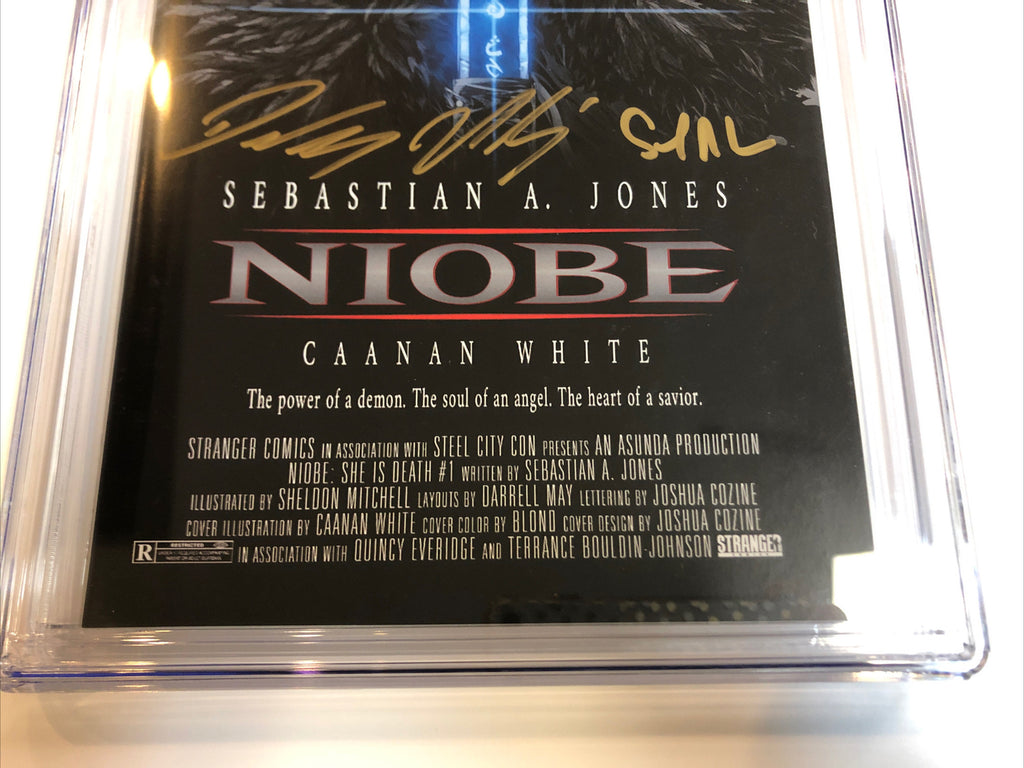 SEBASTIAN A. JONES
NIOBE
CAANAN WHITE
The power of a demon. The soul of an angel. The heart of a savior.
STRANGER COMICS IN ASSOCIATION WITH STEEL CITY CON PRESENTS AN ASUNDA PRODUCTION
NIOBE: SHE IS DEATH #1 WRITTEN BY SEBASTIAN A. JONES
ILLUSTRATED BY SHELDON MITCHELL LAYOUTS BY DARRELL MAY LETTERING BY JOSHUA COZINE
COVER ILLUSTRATION BY CAANAN WHITE COVER COLOR BY BLOND COVER DESIGN BY JOSHUA COZINE
R RESTRICTED IN ASSOCIATION WITH QUINCY EVERIDGE AND TERRANCE BOULDIN-JOHNSON STRANGER